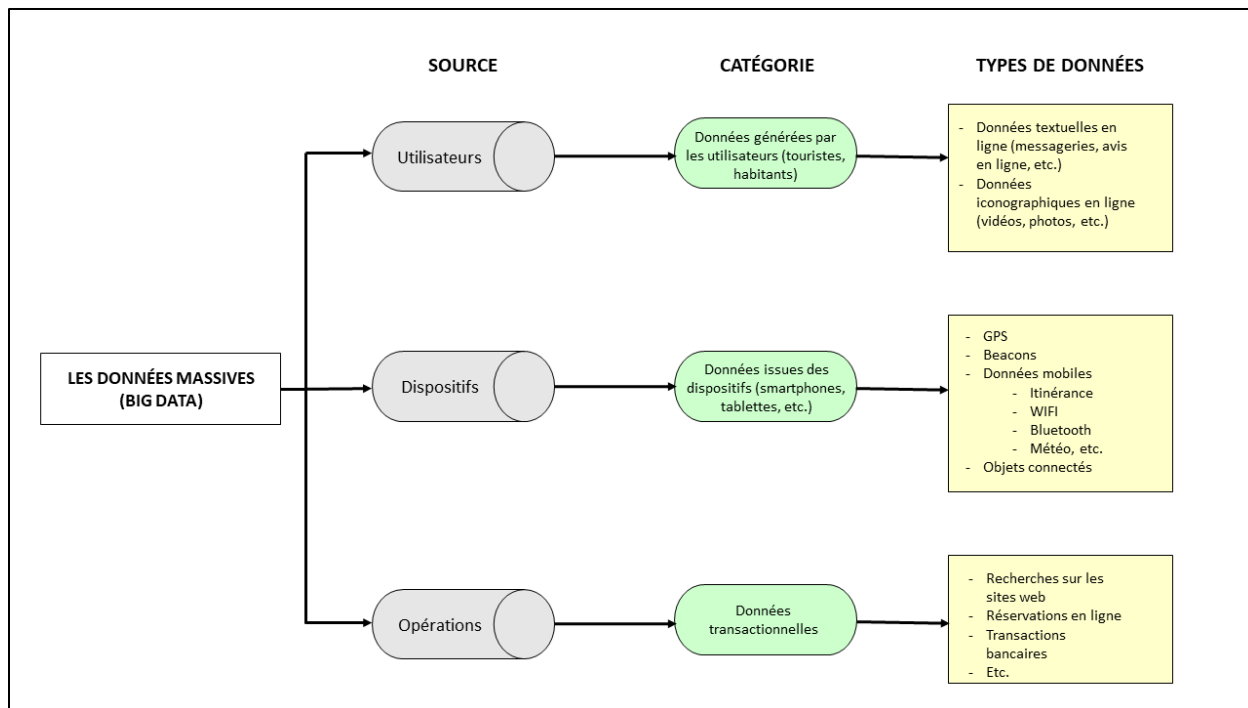 SOURCE
CATÉGORIE
TYPES DE DONNÉES
LES DONNÉES MASSIVES
(BIG DATA)
Utilisateurs
Données générées par
les utilisateurs (touristes,
habitants)
- Données textuelles en
ligne (messageries, avis
en ligne, etc.)
- Données
iconographiques en ligne
(vidéos, photos, etc.)
Dispositifs
Données issues des
dispositifs (smartphones,
tablettes, etc.)
- GPS
- Beacons
- Données mobiles
- Itinérance
- WIFI
- Bluetooth
- Météo, etc.
- Objets connectés
Opérations
Données
transactionnelles
- Recherches sur les
sites web
- Réservations en ligne
- Transactions
bancaires
- Etc.